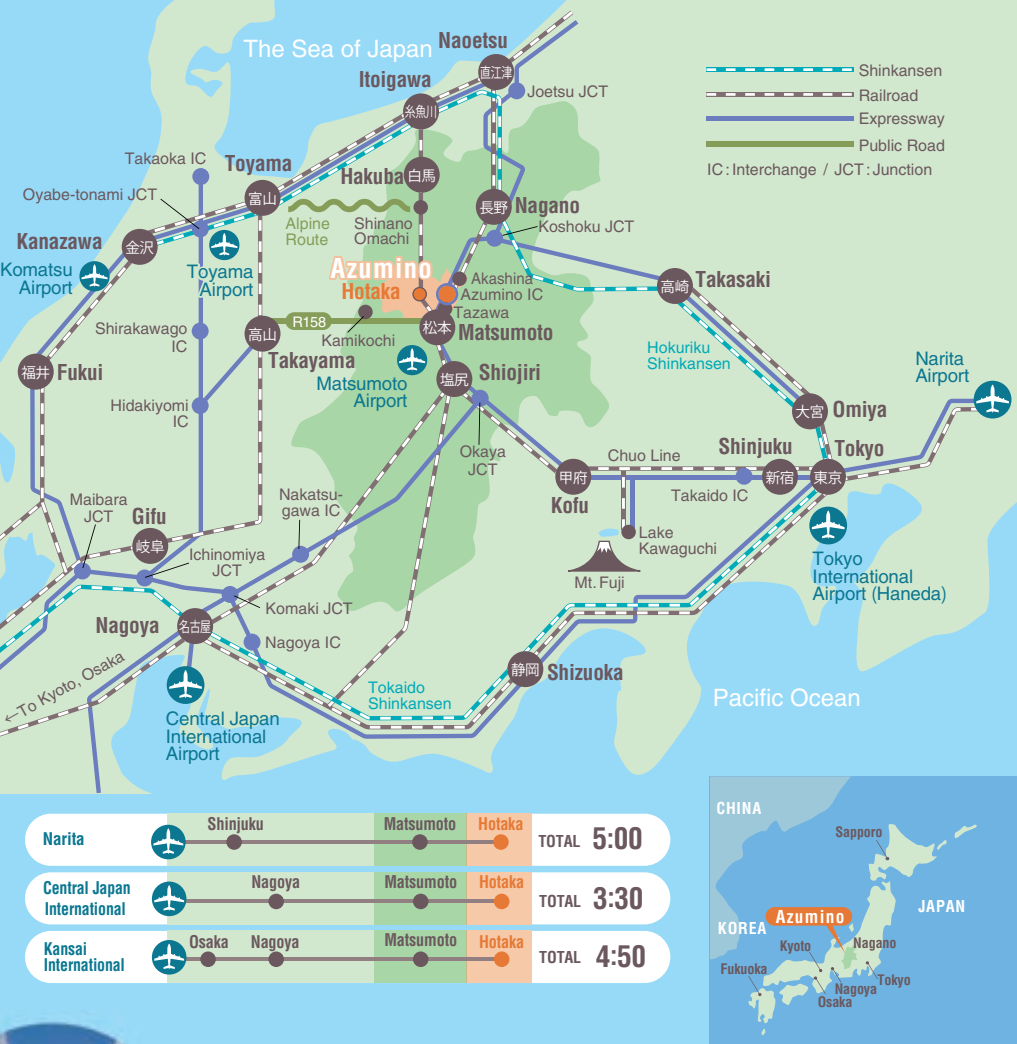 The Sea of Japan
Naoetsu
直江津
Itoigawa
糸魚川
Joetsu JCT
Shinkansen
Railroad
Expressway
Public Road
IC:Interchange / JCT:Junction
Takaoka IC
Toyama
富山
Oyabe-tonami JCT
Hakuba
白馬
長野
Nagano
Koshoku JCT
Kanazawa
金沢
Alpine
Route
Shinano
Omachi
Komatsu
Airport
Toyama
Airport
Azumino
Hotaka
Akashina
Azumino IC
Tazawa
高崎
Takasaki
Shirakawago
IC
高山
Takayama
R158
Kamikochi
松本
Matsumoto
Hokuriku
Shinkansen
福井
Fukui
Matsumoto
Airport
塩尻
Shiojiri
Narita
Airport
Hidakiyomi
IC
大宮
Omiya
Okaya
JCT
Chuo Line
Shinjuku
新宿
Tokyo
東京
甲府
Kofu
Takaido IC
Maibara
JCT
Gifu
岐阜
Nakatsu-
gawa IC
Ichinomiya
JCT
Lake
Kawaguchi
Mt. Fuji
Tokyo
International
Airport (Haneda)
Komaki JCT
Nagoya
名古屋
Nagoya IC
←To Kyoto, Osaka
静岡
Shizuoka
Tokaido
Shinkansen
Pacific Ocean
Central Japan
International
Airport
Narita
Shinjuku
Matsumoto
Hotaka
TOTAL 5:00
Central Japan
International
Nagoya
Matsumoto
Hotaka
TOTAL 3:30
Kansai
International
Osaka
Nagoya
Matsumoto
Hotaka
TOTAL 4:50
CHINA
Sapporo
JAPAN
KOREA
Azumino
Kyoto
Nagano
Fukuoka
Tokyo
Nagoya
Osaka